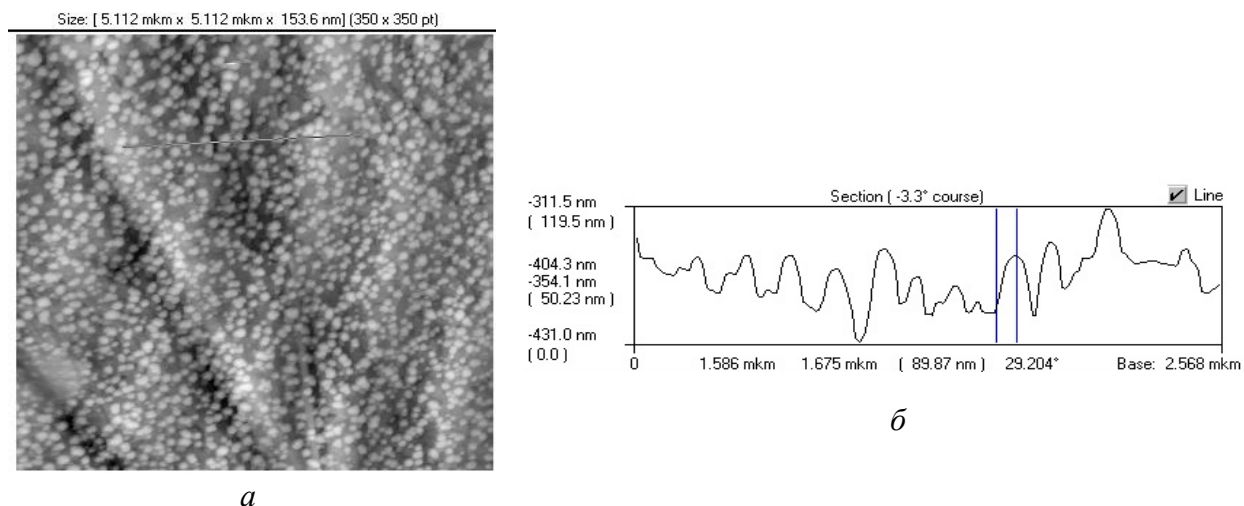 Size: [ 5.112 mkm x 5.112 mkm x 153.6 nm] (350 x 350 pt)
а
Section ( -3.3° course)
Line
-311.5 nm
( 119.5 nm)
-404.3 nm
-354.1 nm
( 50.23 nm)
-431.0 nm
( 0.0 )
0 1.586 mkm 1.675 mkm ( 89.87 nm ) 29.204° Base: 2.568 mkm
б